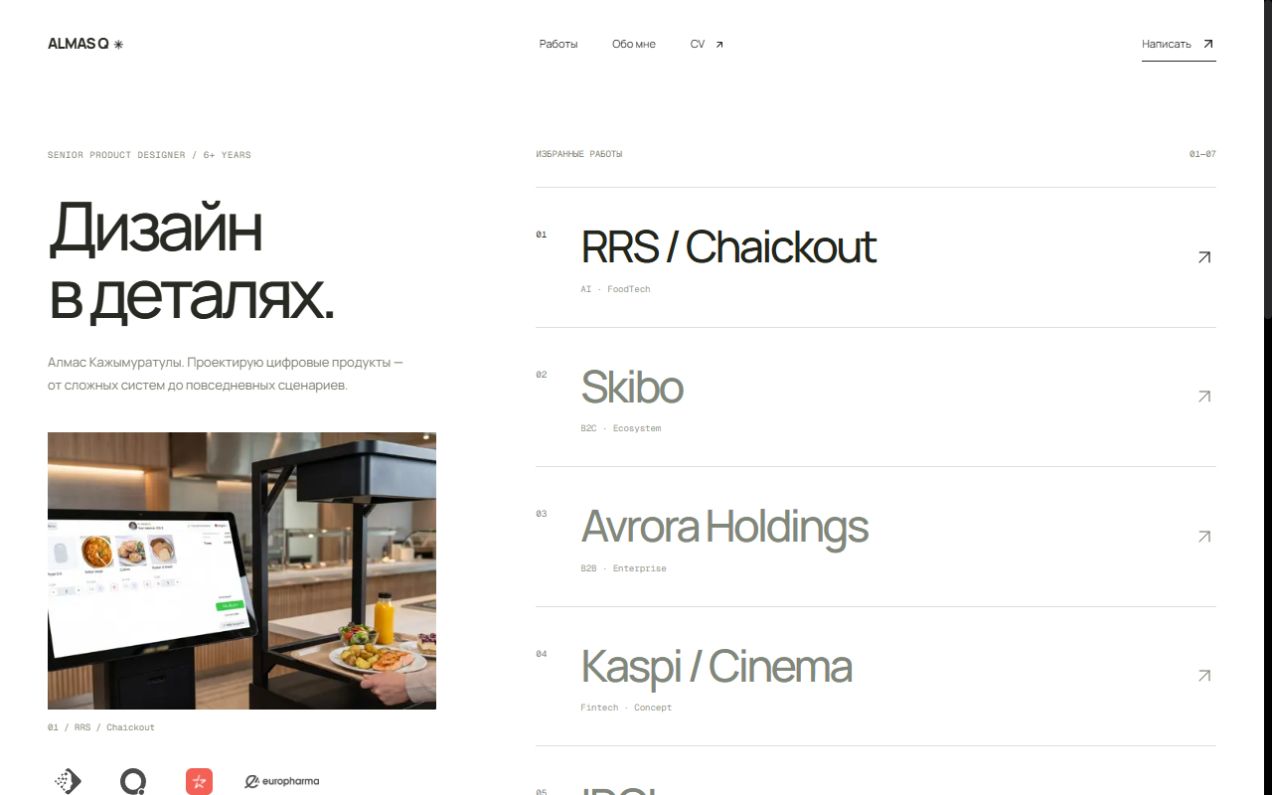 ALMAS Q
Работы
Обо мне
CV
Написать
SENIOR PRODUCT DESIGNER / 6+ YEARS
Дизайн
в деталях.
Алмас Кажымуратулы. Проектирую цифровые продукты —
от сложных систем до повседневных сценариев.
01 / RRS / Chaickout
europharma
ИЗБРАННЫЕ РАБОТЫ
01—07
01
RRS / Chaickout
AI · FoodTech
02
Skibo
B2C · Ecosystem
03
Avrora Holdings
B2B · Enterprise
04
Kaspi / Cinema
Fintech · Concept
05